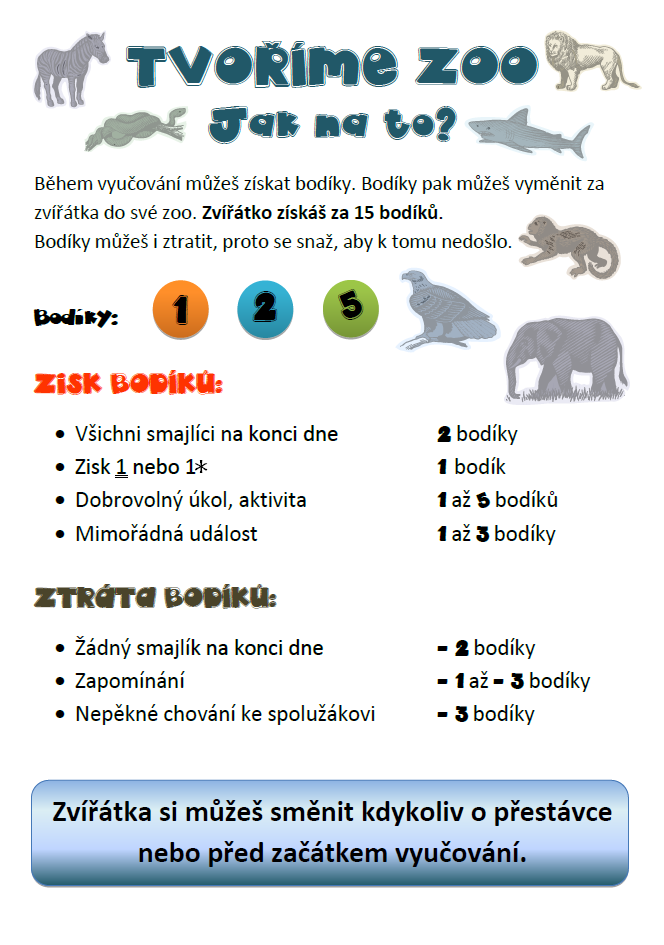 TVOŘÍME ZOO
Jak na to?
Během vyučování můžeš získat bodíky. Bodíky pak můžeš vyměnit za
zvířátka do své zoo. Zvířátko získáš za 15 bodíků.
Bodíky můžeš i ztratit, proto se snaž, aby k tomu nedošlo.
Bodíky: 1 2 5
Zisk bodíků:
• Všichni smajlíci na konci dne 2 bodíky
• Zisk 1 nebo 1* 1 bodík
• Dobrovolný úkol, aktivita 1 až 5 bodíků
• Mimořádná událost 1 až 3 bodíky
Ztráta bodíků:
• Žádný smajlík na konci dne - 2 bodíky
• Zapomínání - 1 až - 3 bodíky
• Nepěkné chování ke spolužákovi - 3 bodíky
Zvířátka si můžeš směnit kdykoliv o přestávce
nebo před začátkem vyučování.